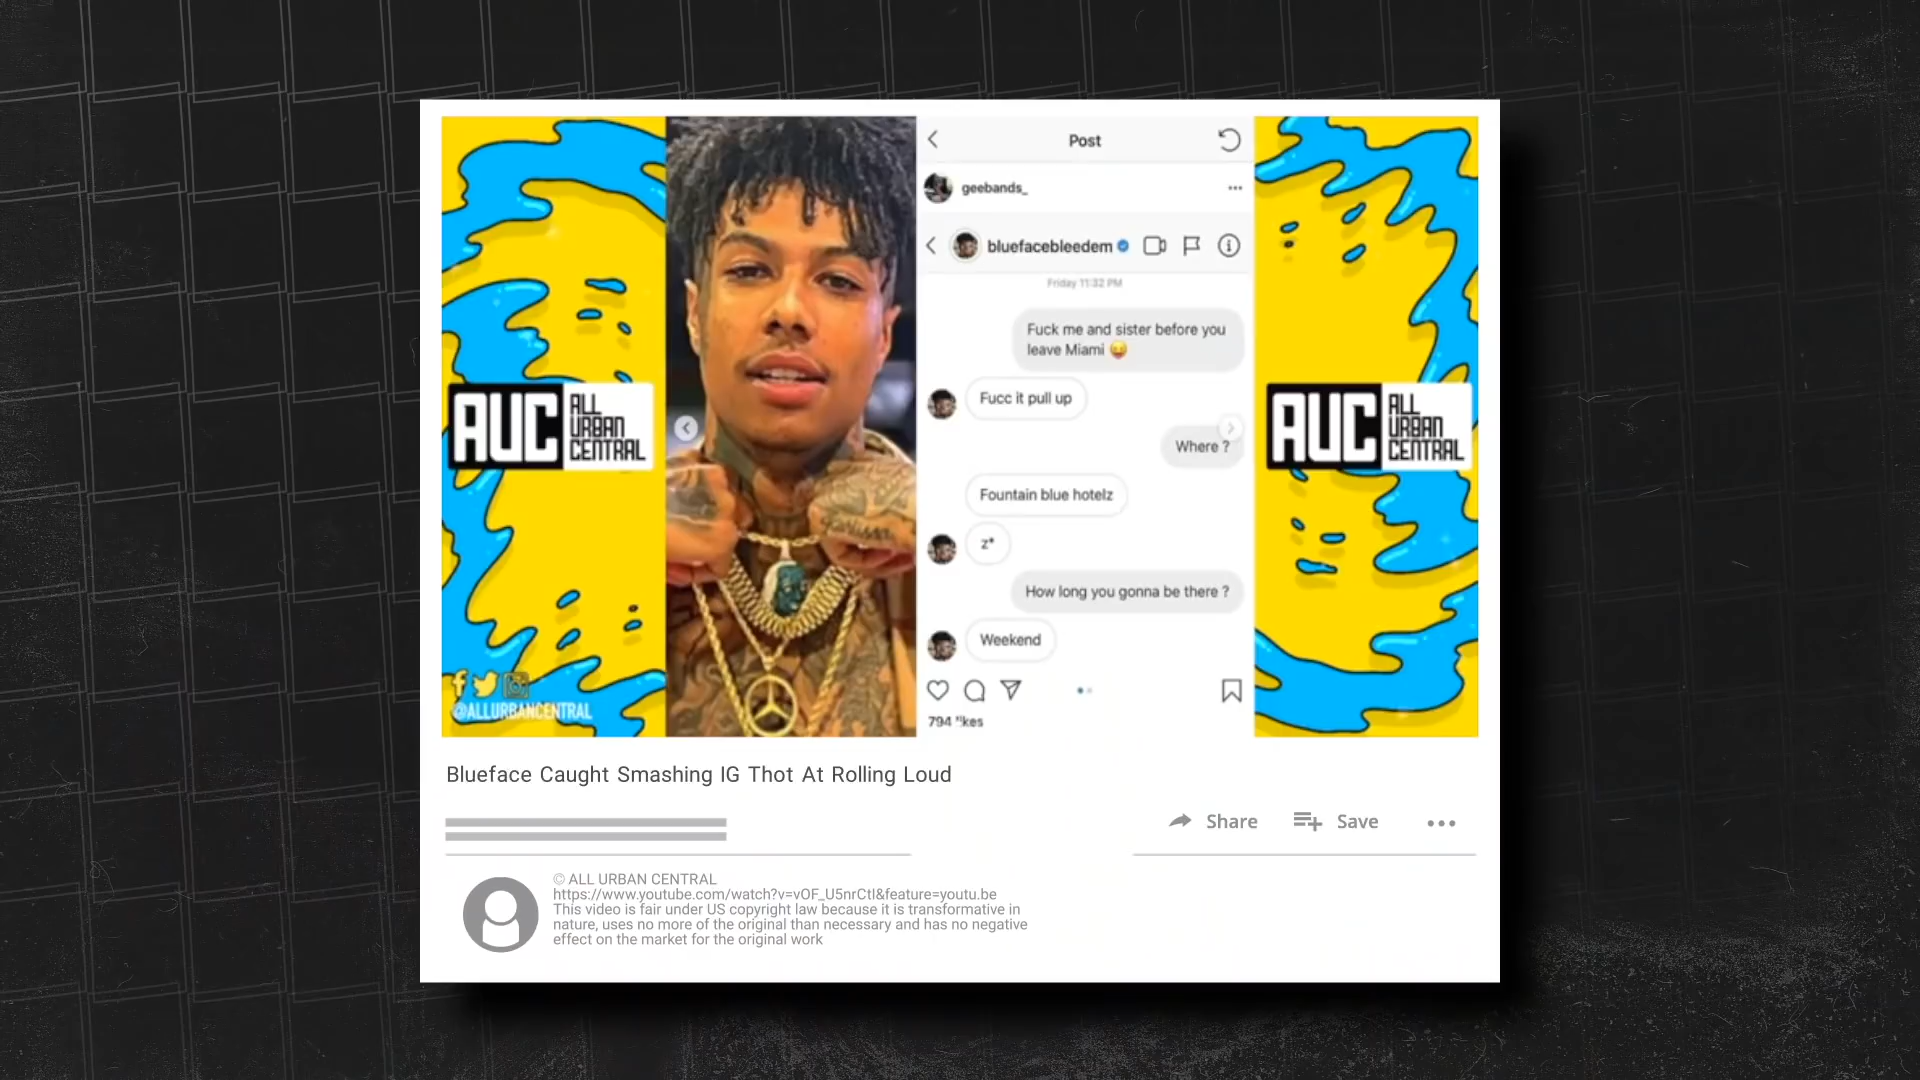 Post
geebands_
bluefacebleedem
Friday 11:32 PM
Fuck me and sister before you
leave Miami 😝
Fucc it pull up
Where ?
Fountain blue hotelz
z*
How long you gonna be there ?
Weekend
794 likes
AUC ALL
URBAN
CENTRAL
AUC ALL
URBAN
CENTRAL
@ALLURBANCENTRAL
Blueface Caught Smashing IG Thot At Rolling Loud
Share
Save
© ALL URBAN CENTRAL
https://www.youtube.com/watch?v=vOF_U5nrCtI&feature=youtu.be
This video is fair under US copyright law because it is transformative in
nature, uses no more of the original than necessary and has no negative
effect on the market for the original work